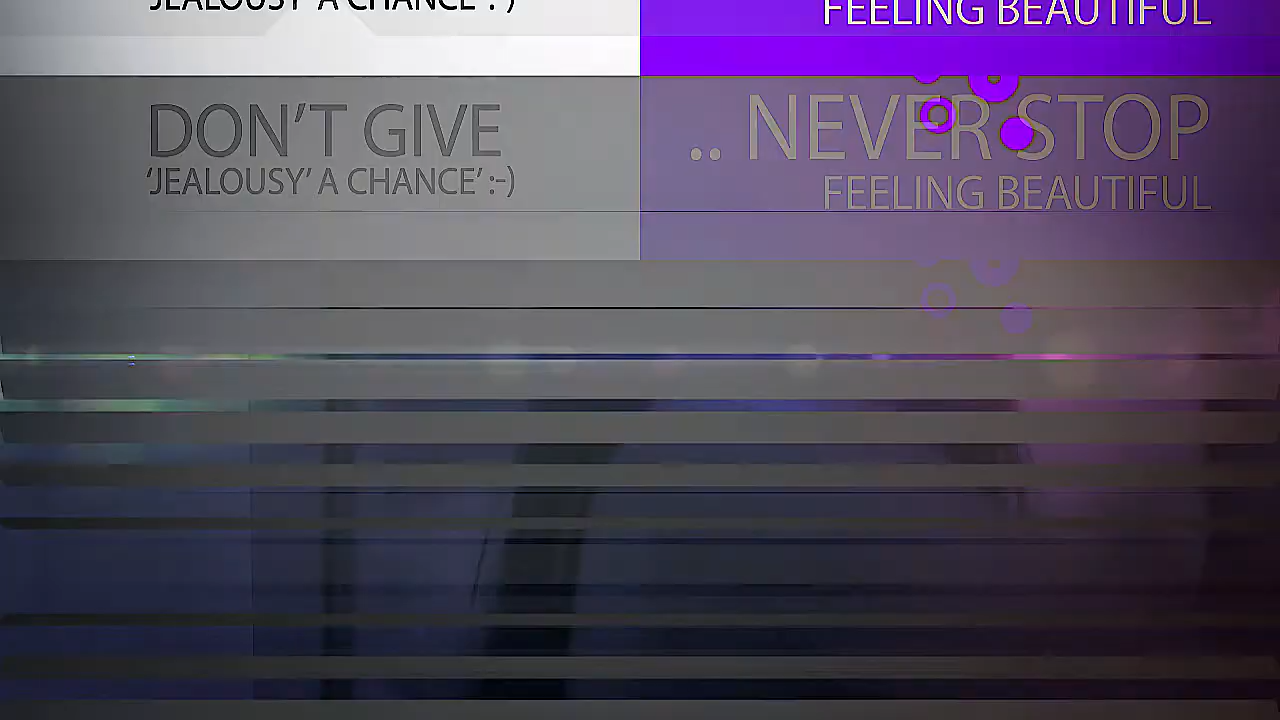 'JEALOUSY' A CHANCE' :-)
FEELING BEAUTIFUL
DON'T GIVE
'JEALOUSY' A CHANCE' :-)
.. NEVER STOP
FEELING BEAUTIFUL